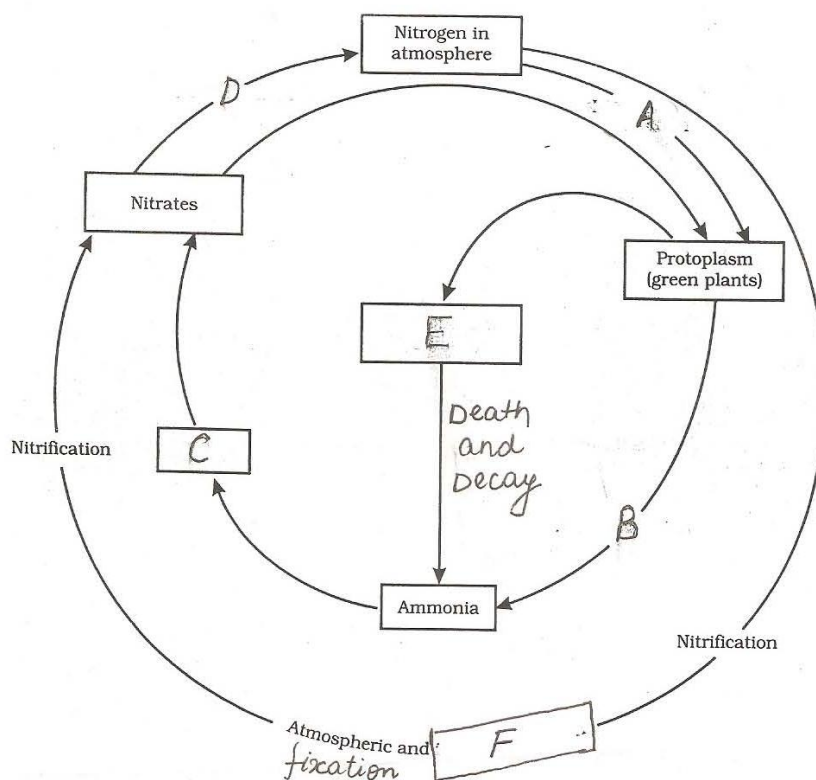 Nitrogen in
atmosphere
D
A
Nitrates
Protoplasm
(green plants)
E
Death
and
Decay
Nitrification
C
B
Ammonia
Nitrification
Atmospheric and
F
fixation